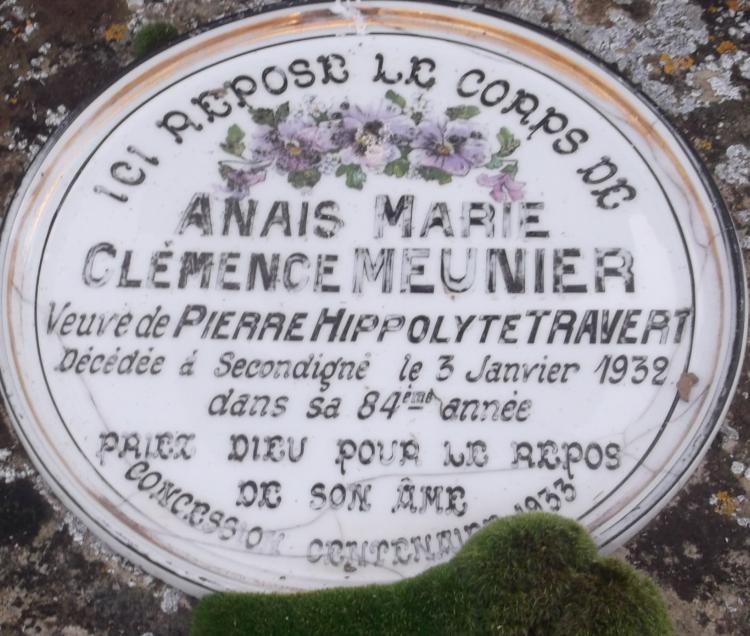 ICI REPOSE LE CORPS DE
ANAIS MARIE
CLÉMENCE MEUNIER
Veuve de PIERRE HIPPOLYTE TRAVERT
Décédée à Secondigné le 3 Janvier 1932
dans sa 84ème année
PRIEZ DIEU POUR LE REPOS
DE SON ÂME
CONCESSION CENTENAIRE 1933